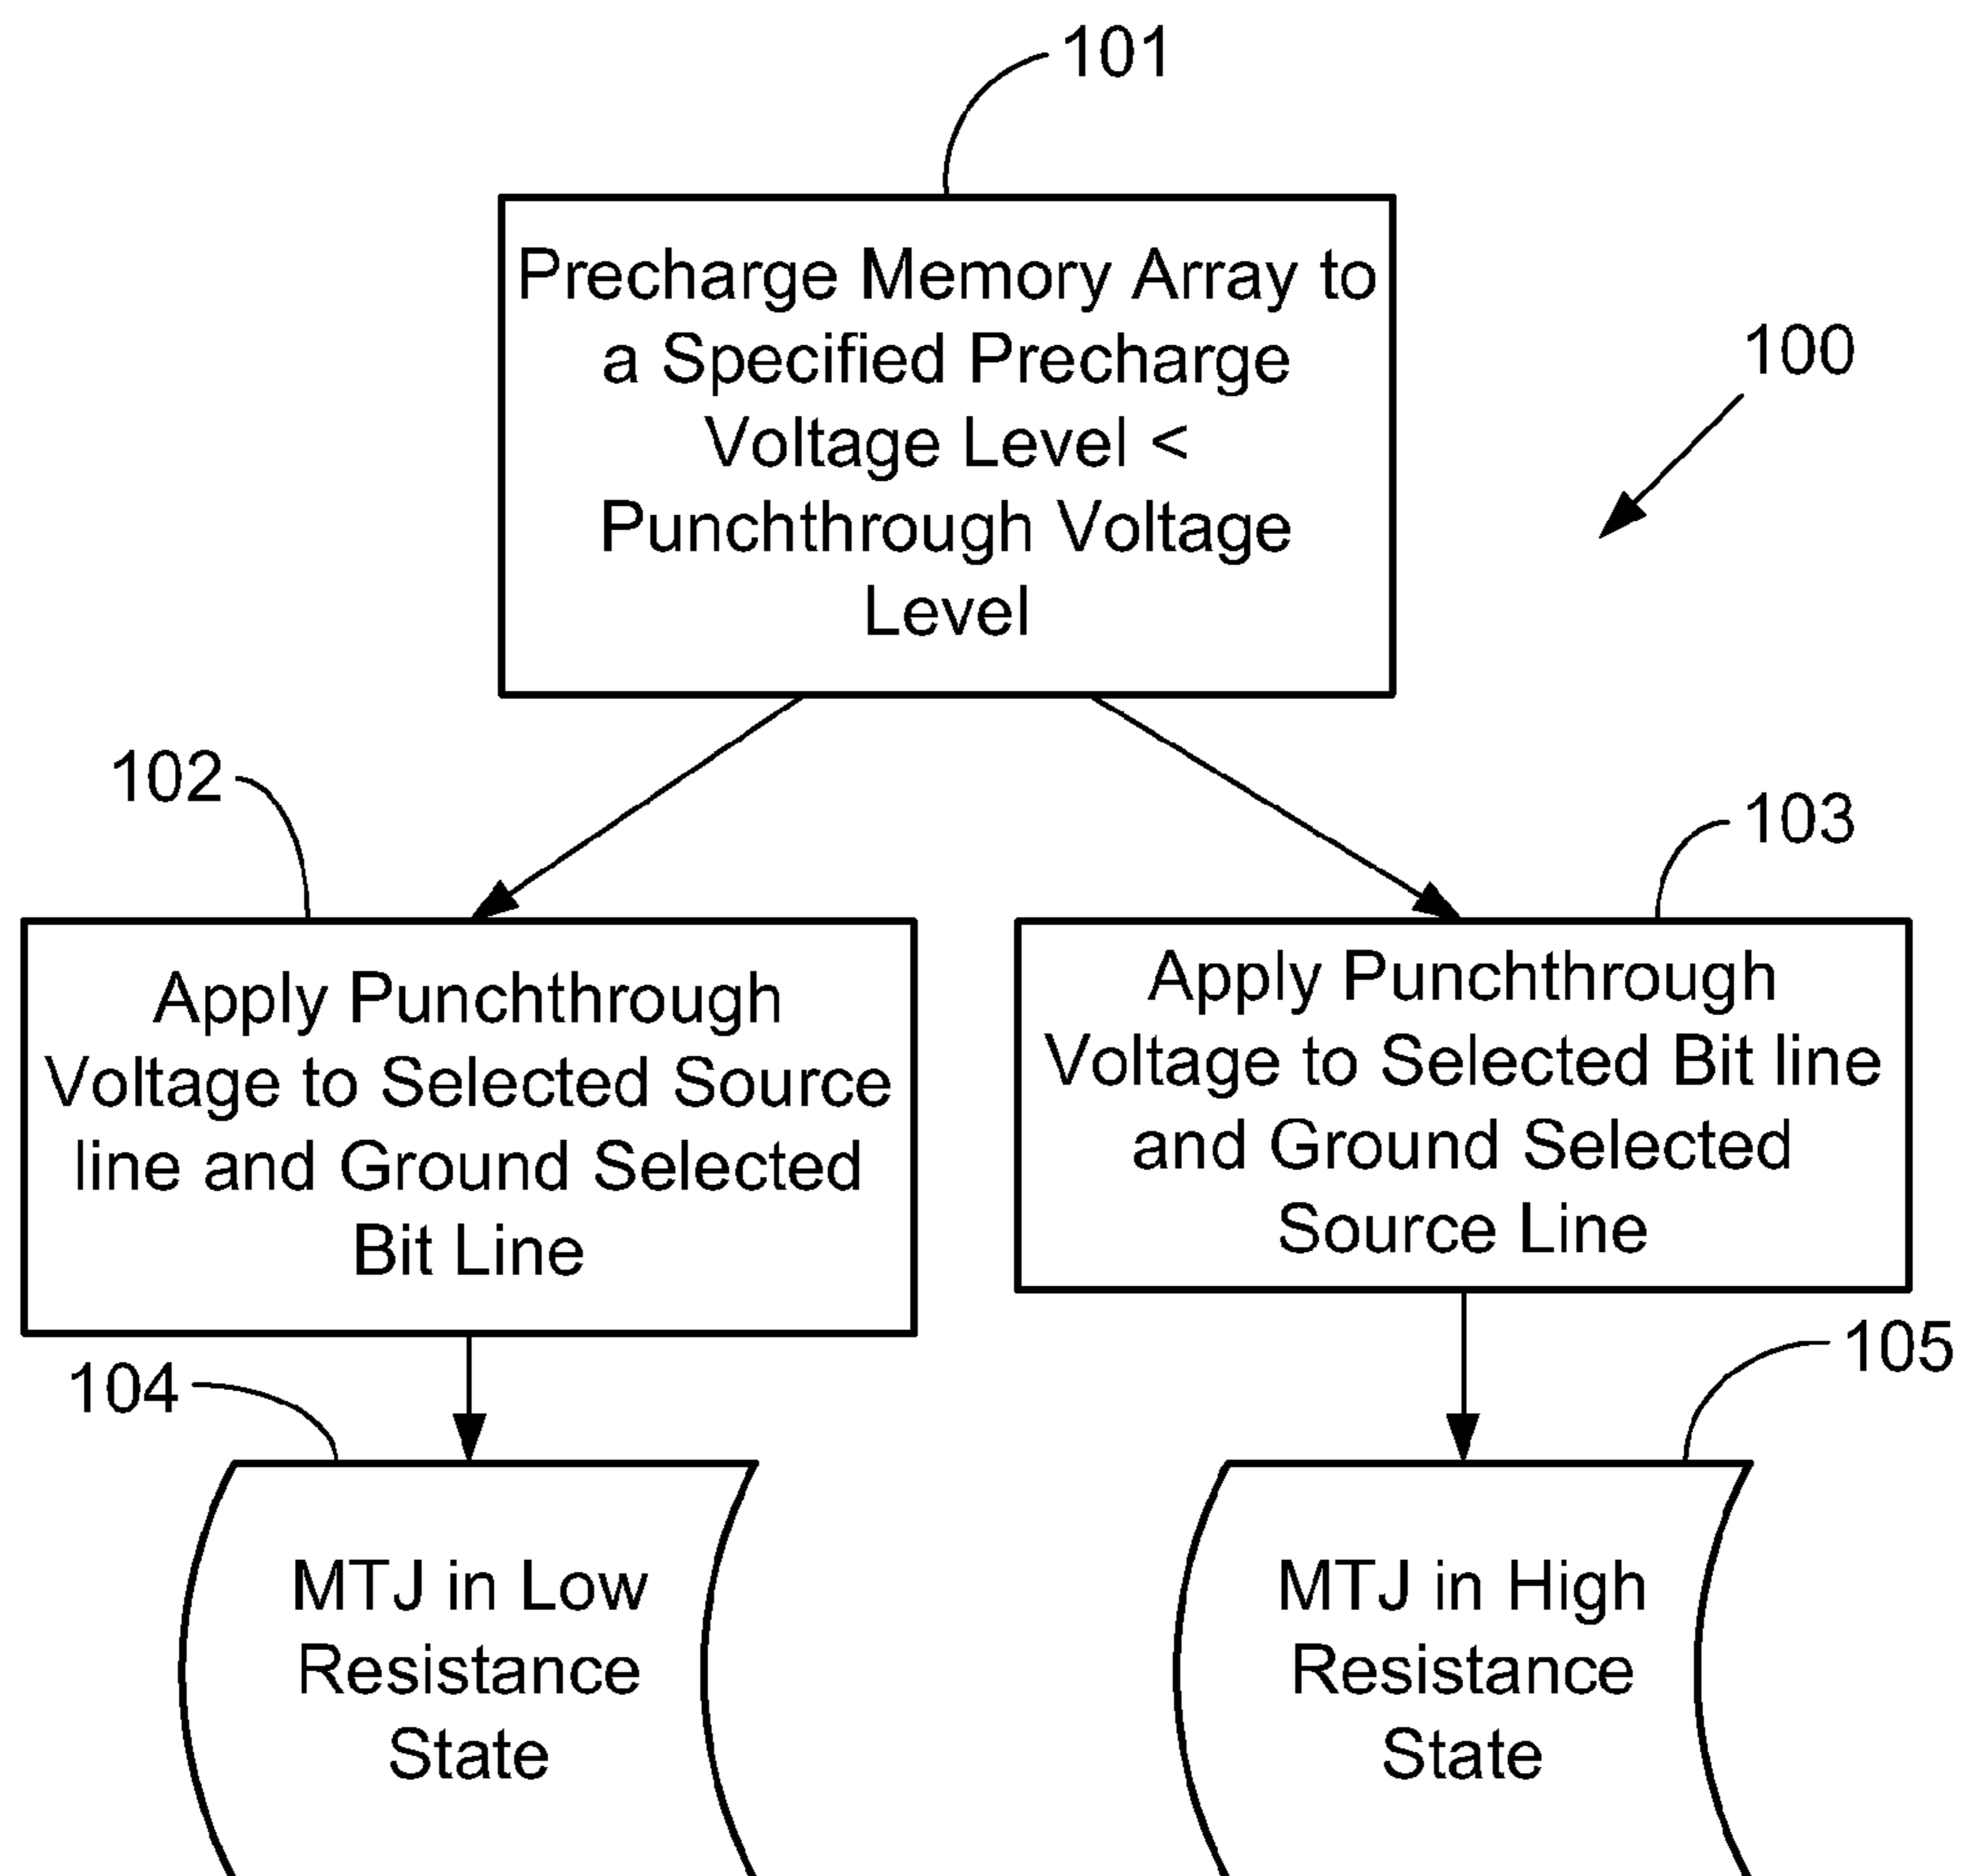 101
Precharge Memory Array to
a Specified Precharge
Voltage Level <
Punchthrough Voltage
Level
100
102
Apply Punchthrough
Voltage to Selected Source
line and Ground Selected
Bit Line
103
Apply Punchthrough
Voltage to Selected Bit line
and Ground Selected
Source Line
104
MTJ in Low
Resistance
State
105
MTJ in High
Resistance
State